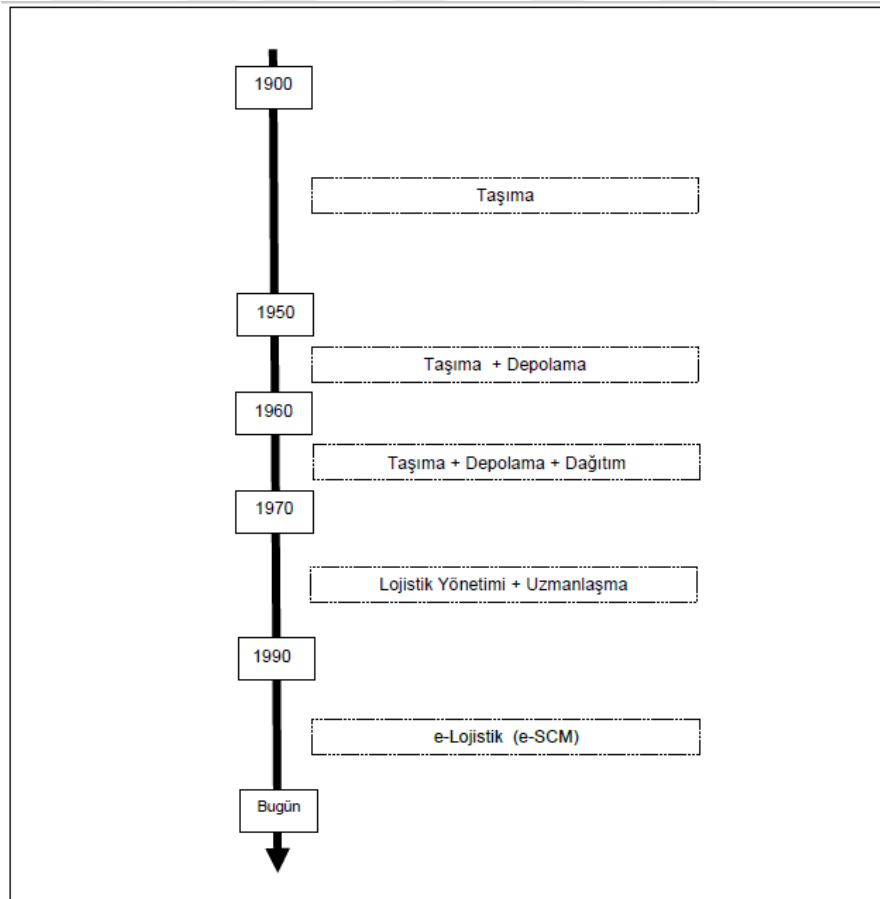 1900
Taşıma
1950
Taşıma + Depolama
1960
Taşıma + Depolama + Dağıtım
1970
Lojistik Yönetimi + Uzmanlaşma
1990
e-Lojistik (e-SCM)
Bugün